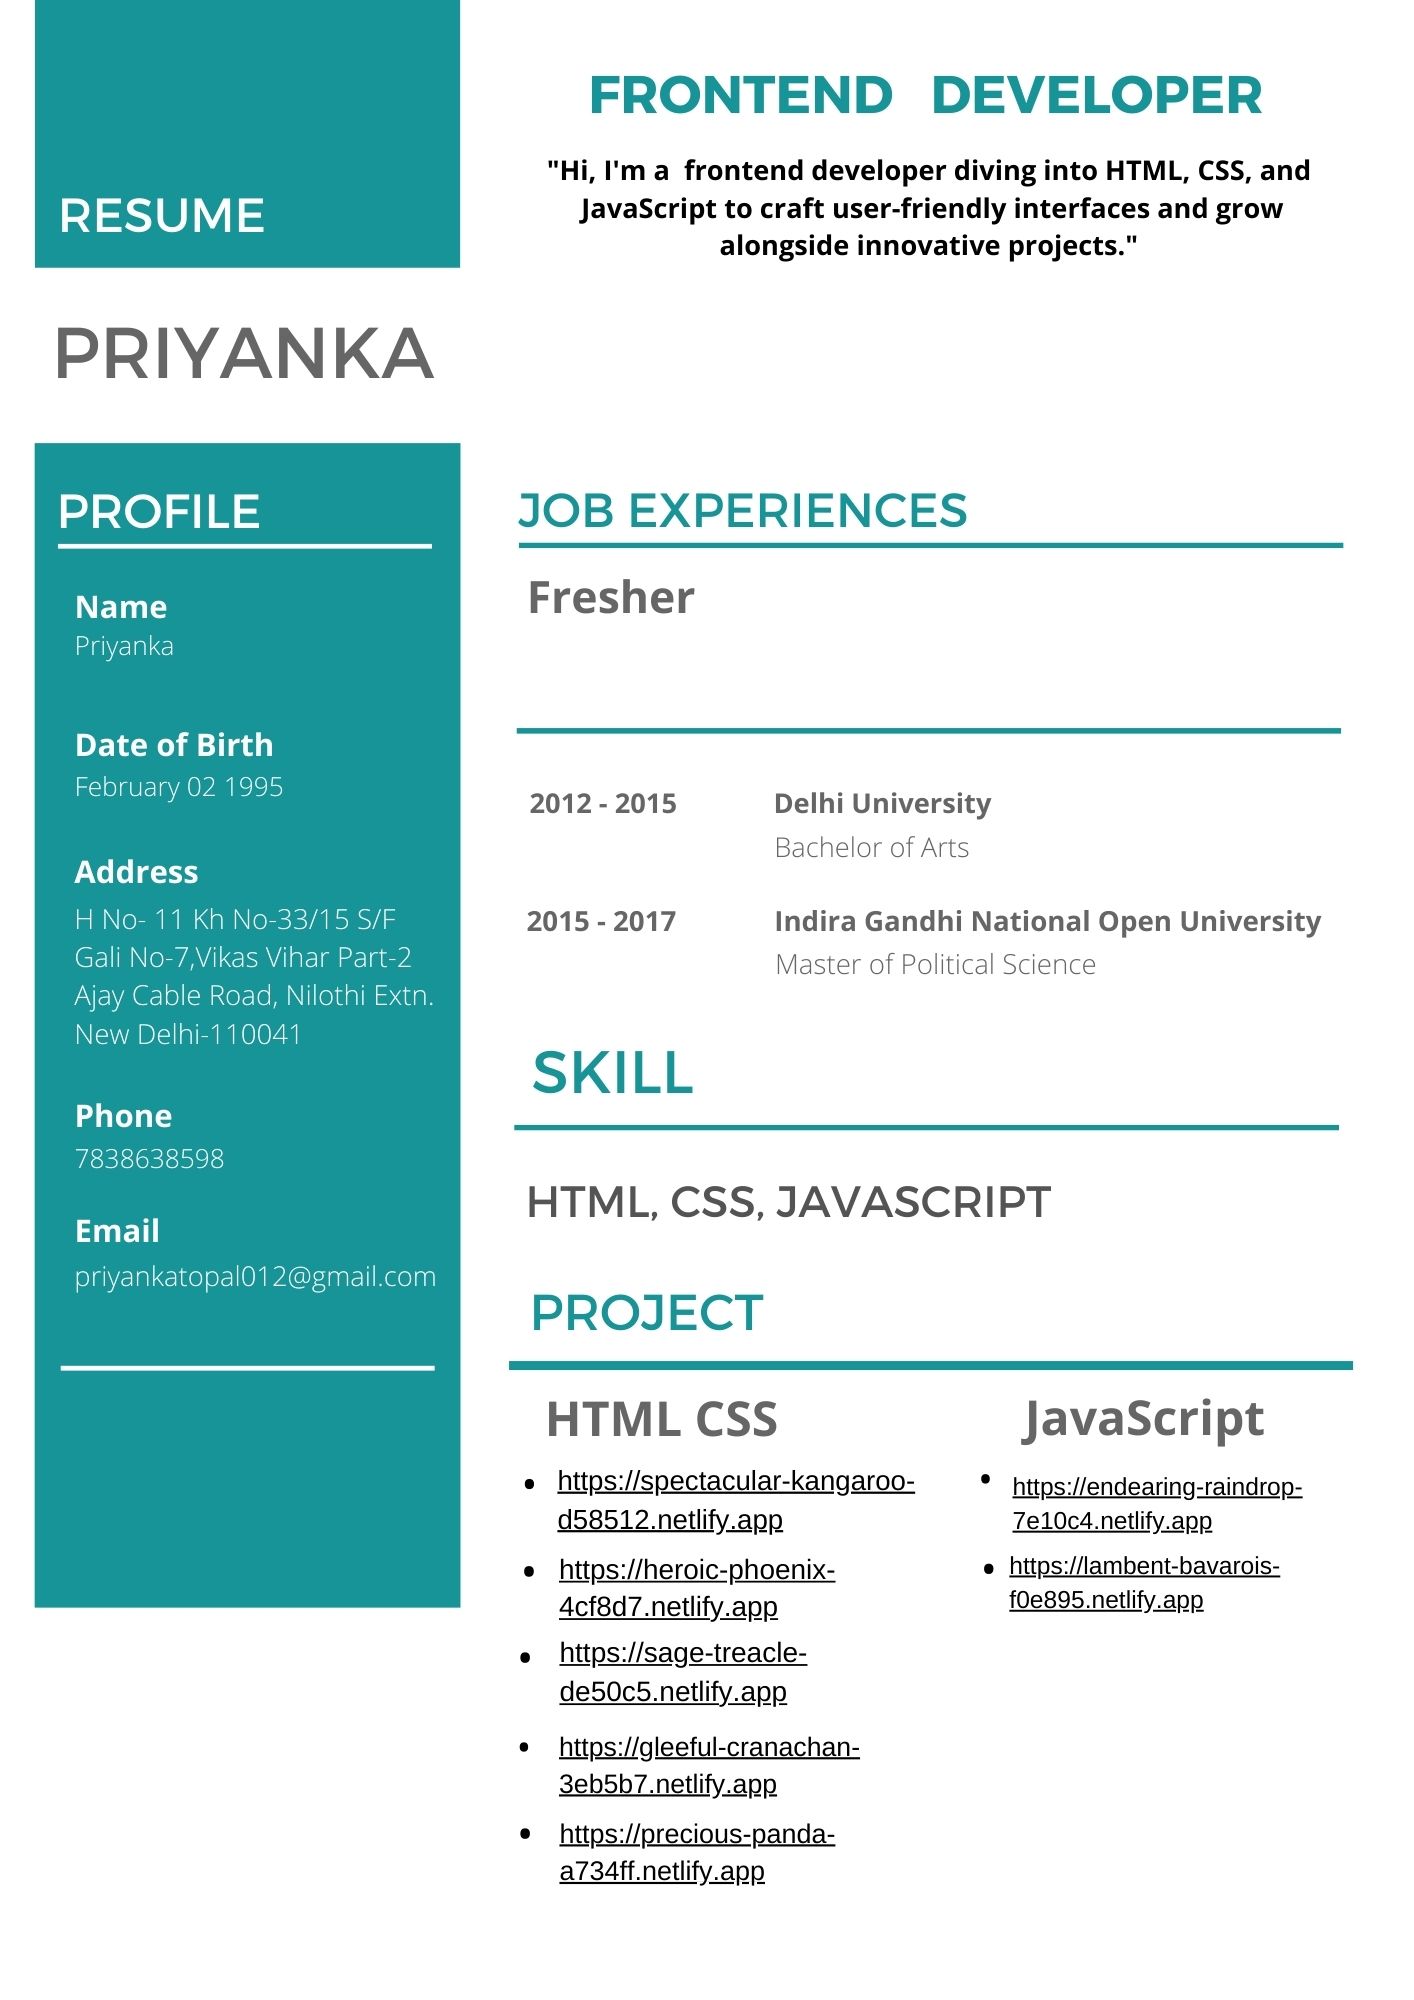 RESUME
PRIYANKA
FRONTEND DEVELOPER
"Hi, I'm a frontend developer diving into HTML, CSS, and
JavaScript to craft user-friendly interfaces and grow
alongside innovative projects."
PROFILE
Name
Priyanka
Date of Birth
February 02 1995
Address
H No- 11 Kh No-33/15 S/F
Gali No-7,Vikas Vihar Part-2
Ajay Cable Road, Nilothi Extn.
New Delhi-110041
Phone
7838638598
Email
priyankatopal012@gmail.com
JOB EXPERIENCES
Fresher
2012 - 2015 Delhi University
Bachelor of Arts
2015 - 2017 Indira Gandhi National Open University
Master of Political Science
SKILL
HTML, CSS, JAVASCRIPT
PROJECT
HTML CSS
• https://spectacular-kangaroo-
d58512.netlify.app
• https://heroic-phoenix-
4cf8d7.netlify.app
• https://sage-treacle-
de50c5.netlify.app
• https://gleeful-cranachan-
3eb5b7.netlify.app
• https://precious-panda-
a734ff.netlify.app
JavaScript
• https://endearing-raindrop-
7e10c4.netlify.app
• https://lambent-bavarois-
f0e895.netlify.app